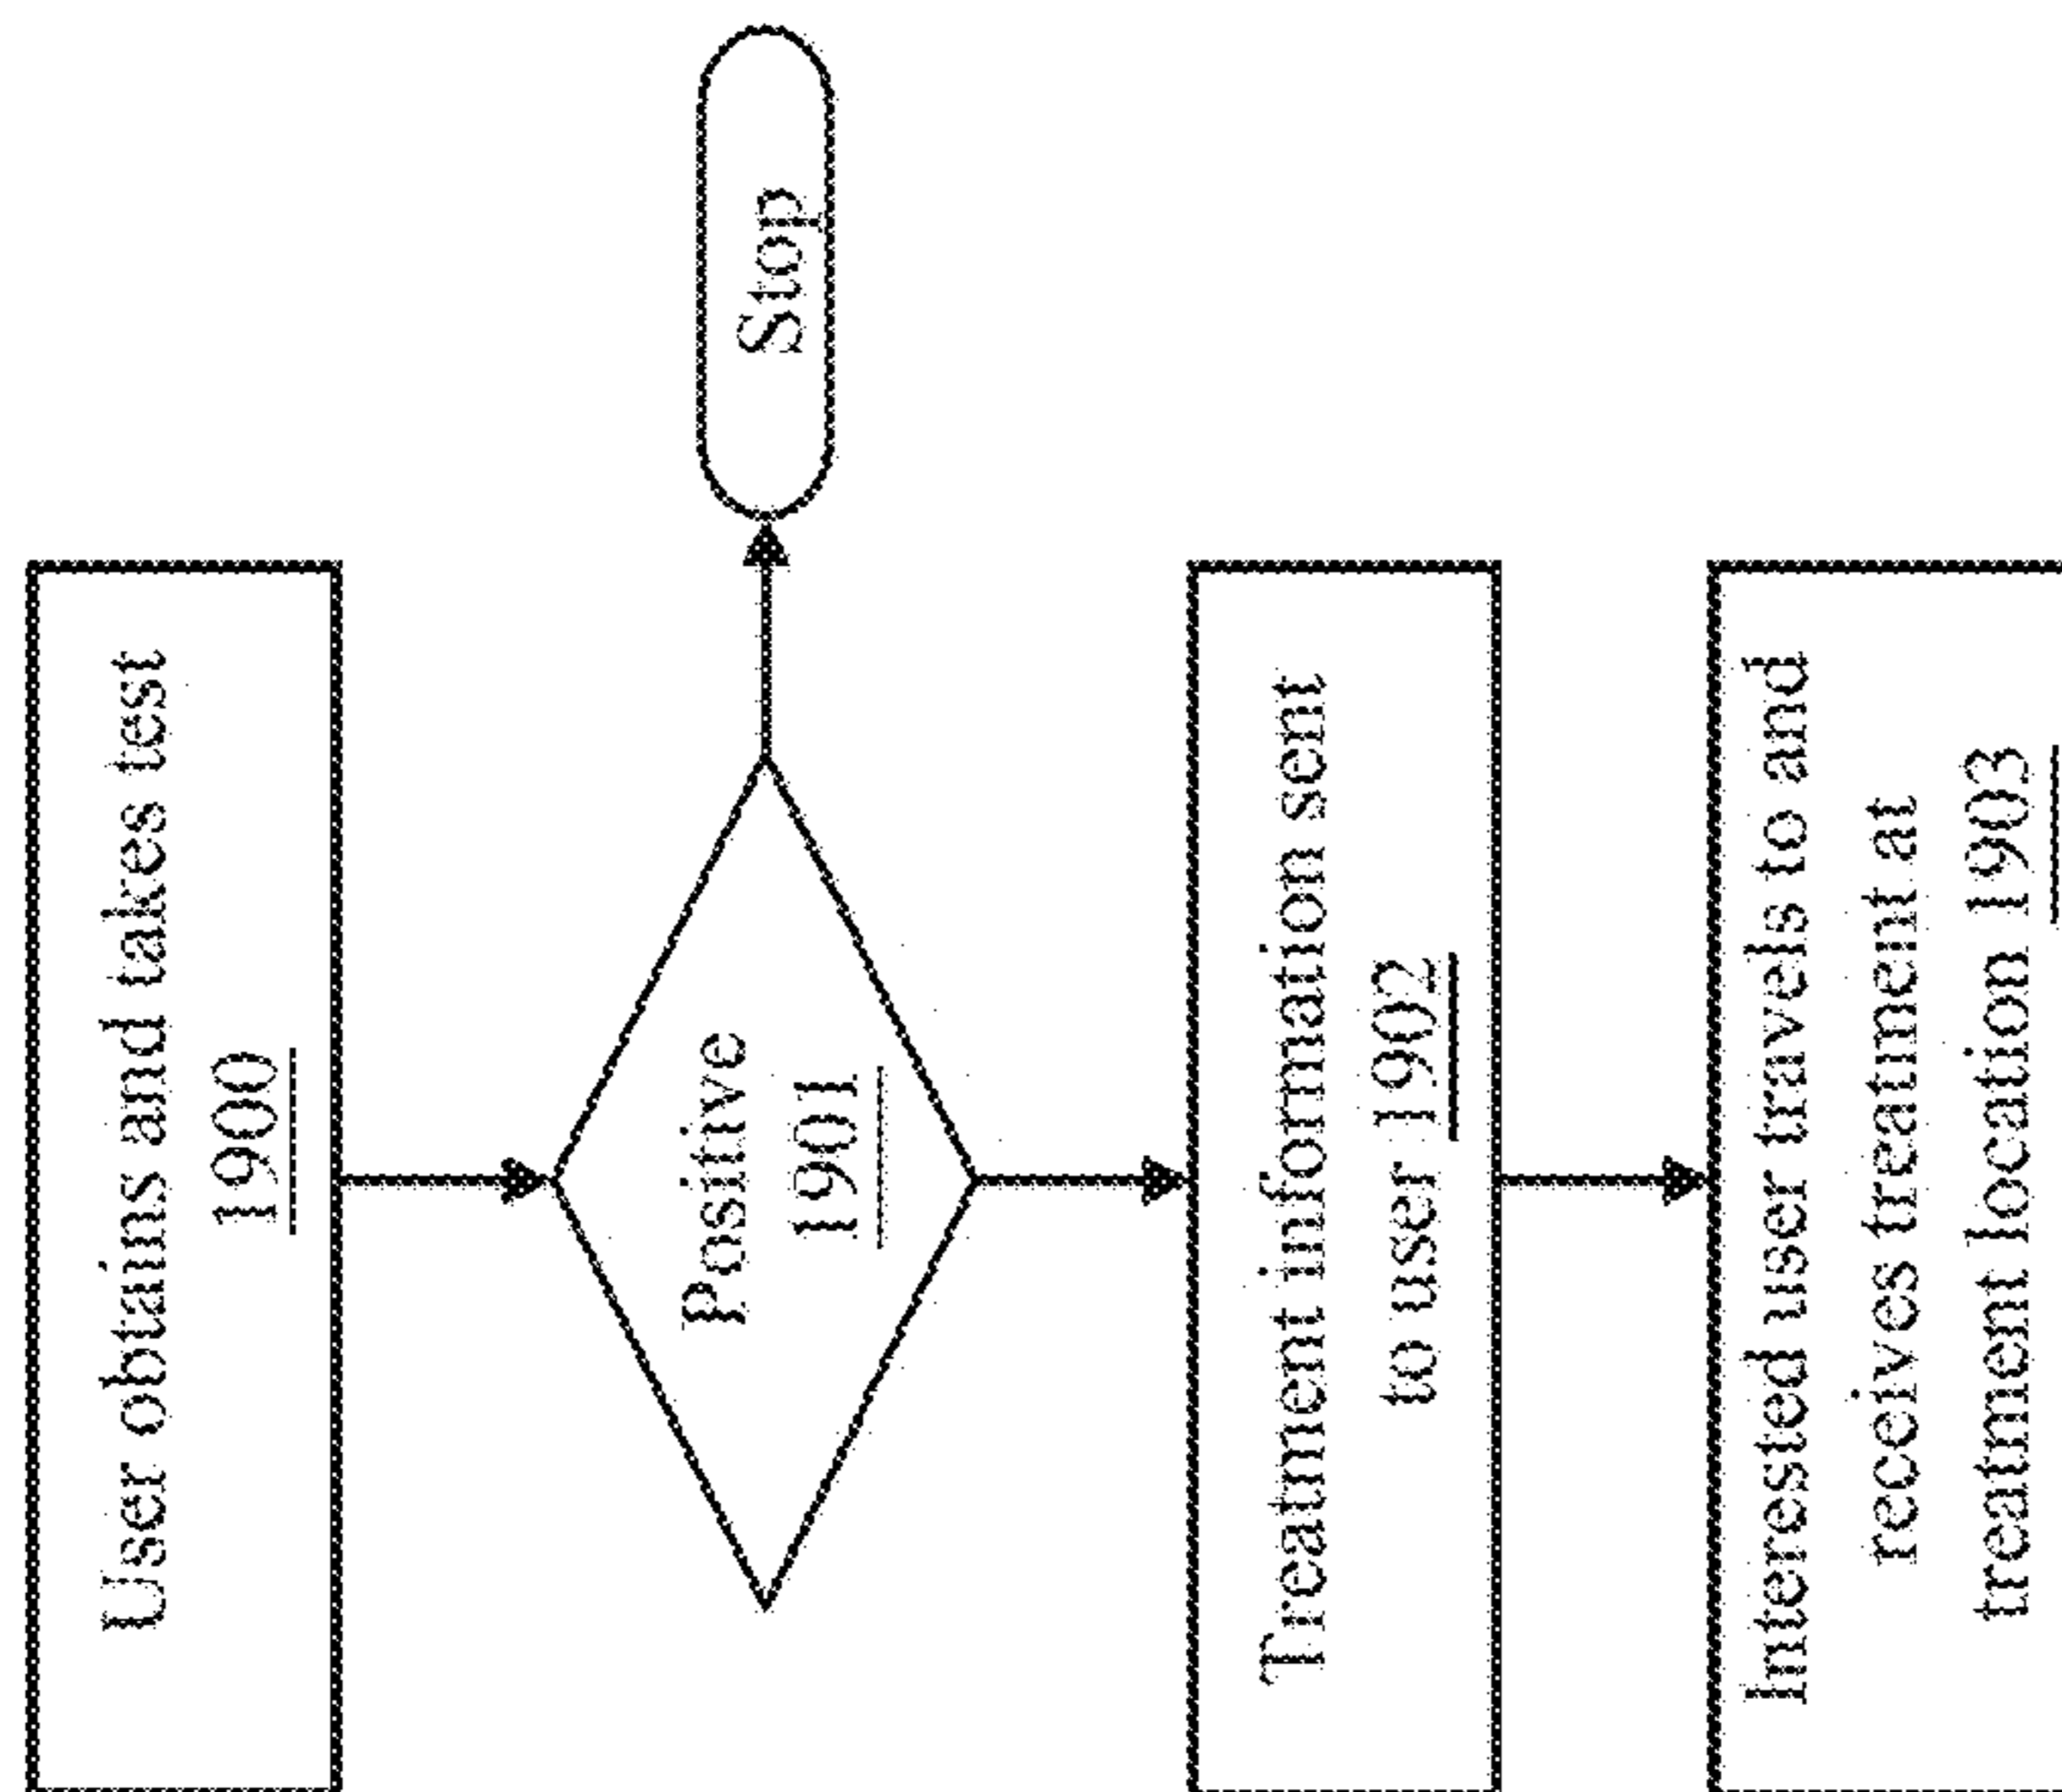 User obtains and takes test
1900
Positive
1901
Stop
Treatment information sent
to user 1902
Interested user travels to and
receives treatment at
treatment location 1903